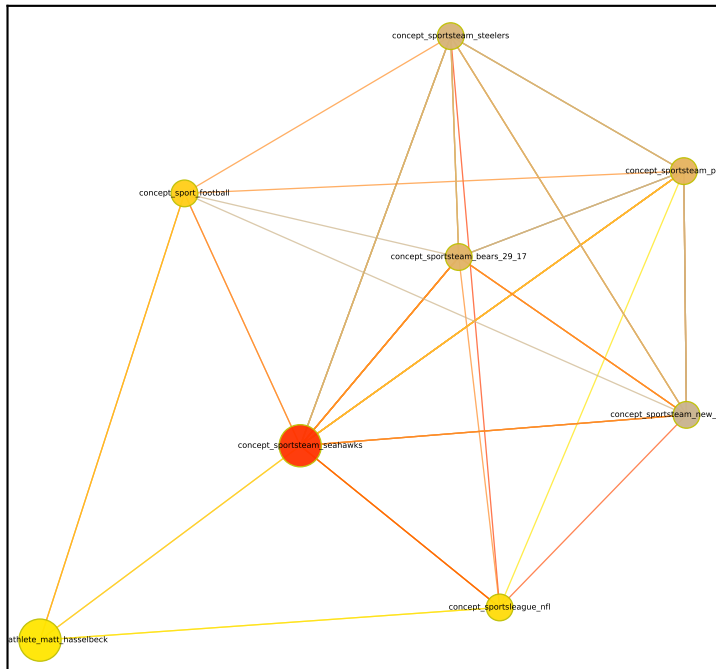 concept_sportsteam_steelers
concept_sportsteam_p
concept_sport_football
concept_sportsteam_bears_29_17
concept_sportsteam_new_
concept_sportsteam_seahawks
concept_sportsleague_nfl
athlete_matt_hasselbeck